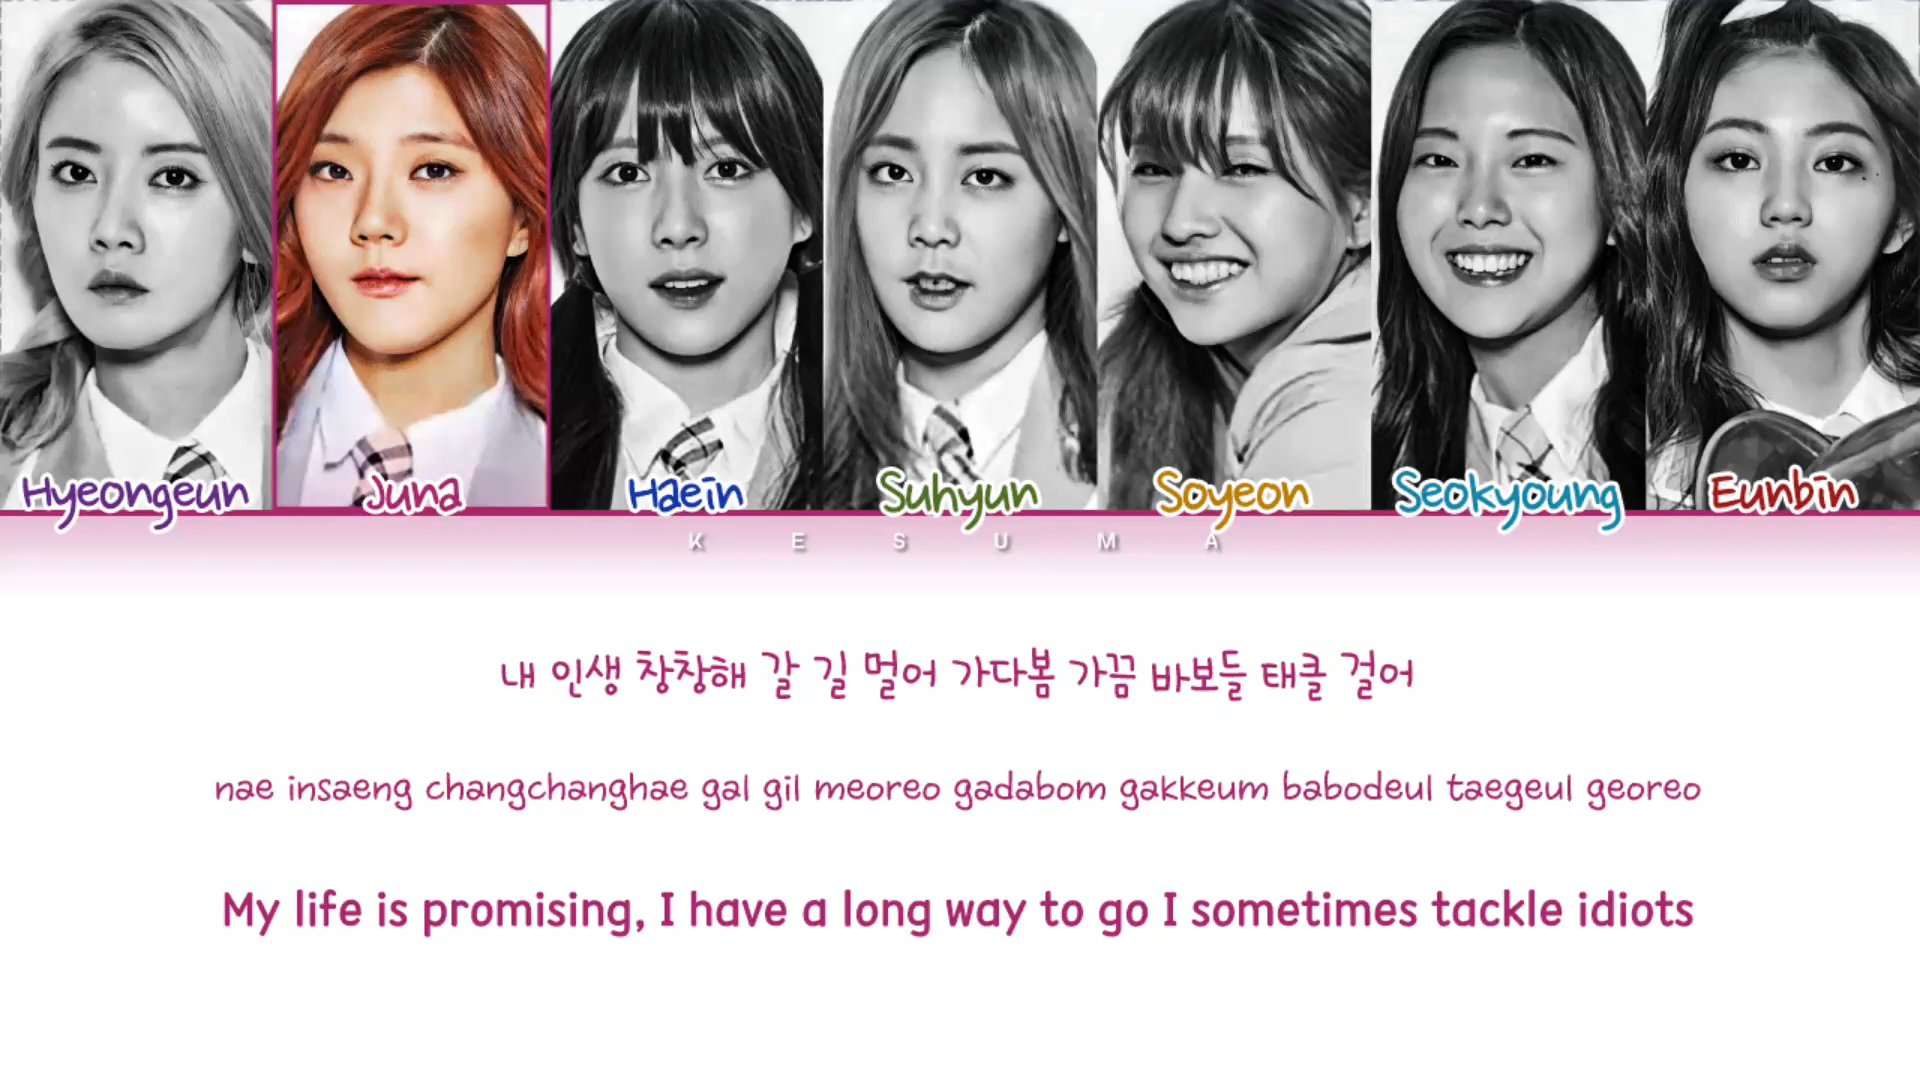 Hyeongeun Juna Haein Suhyun Soyeon Seokyoung Eunbin
KESUMA
내 인생 창창해 갈 길 멀어 가다봄 가끔 바보들 태클 걸어
nae insaeng changchanghae gal gil meoreo gadabom gakkeum babodeul taegeul georeo
My life is promising, I have a long way to go I sometimes tackle idiots